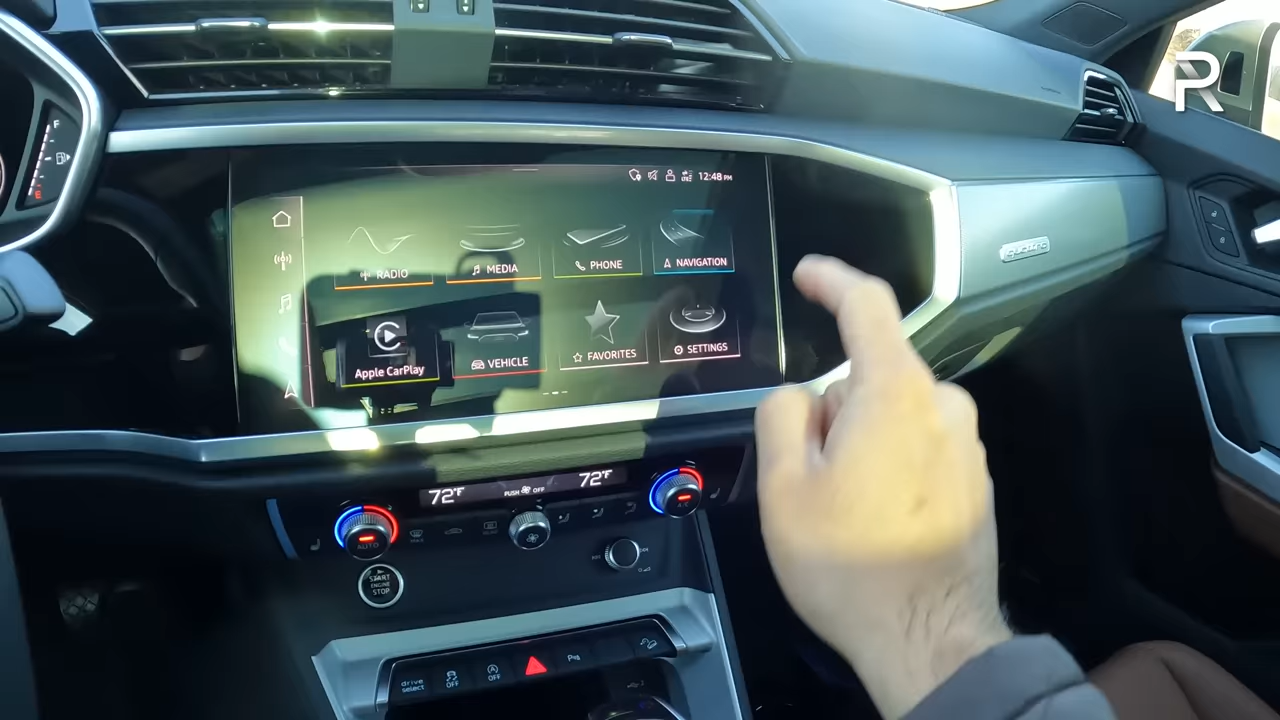 F
E
12:48 PM
RADIO
MEDIA
PHONE
NAVIGATION
Apple CarPlay
VEHICLE
FAVORITES
SETTINGS
quattro
72°F
PUSH OFF
72°F
AUTO
START
ENGINE
STOP
drive
select
OFF
OFF